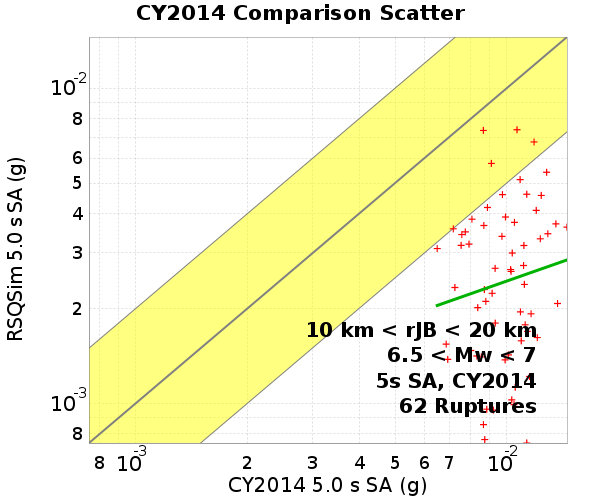 CY2014 Comparison Scatter
RSQSim 5.0 s SA (g)
10-2
8
6
5
4
3
2
10-3
8
10 km < rJB < 20 km
6.5 < Mw < 7
5s SA, CY2014
62 Ruptures
8 10-3 2 3 4 5 6 7 10-2
CY2014 5.0 s SA (g)